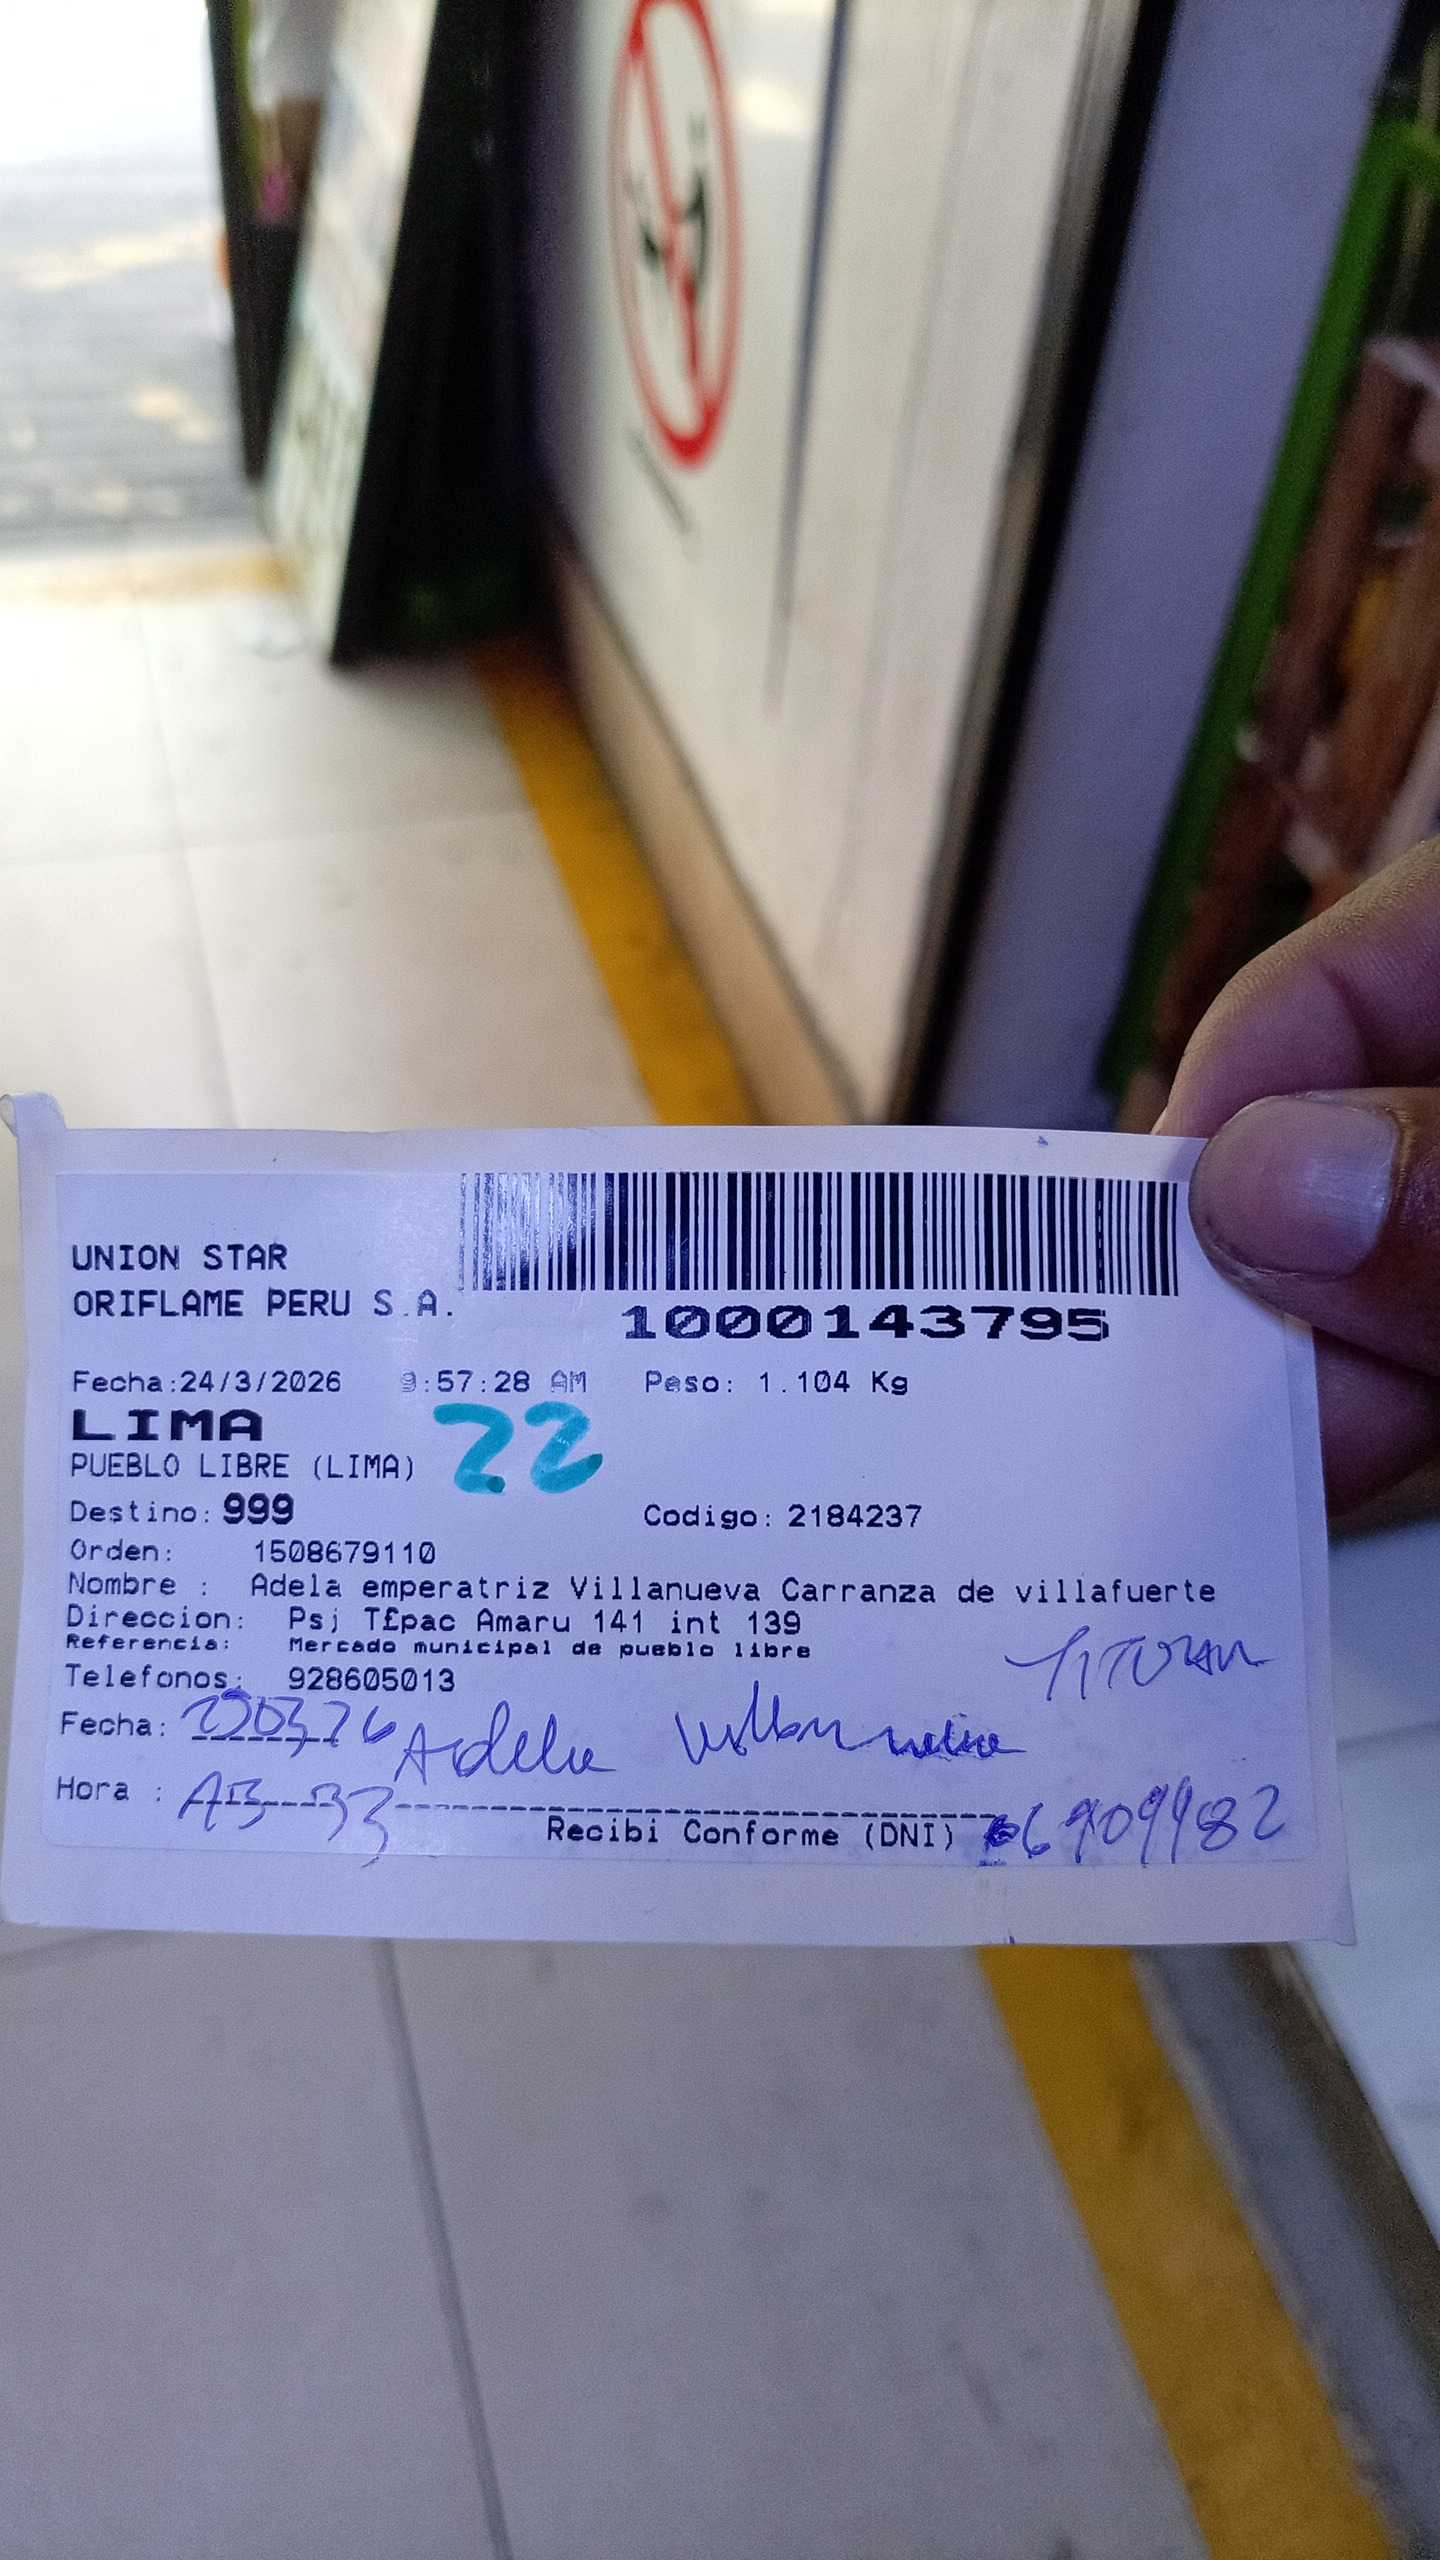 UNION STAR
ORIFLAME PERU S.A.
1000143795
Fecha:24/3/2026 9:57:28 AM Peso: 1.104 Kg
LIMA
22
PUEBLO LIBRE (LIMA)
Destino: 999 Codigo: 2184237
Orden: 1508679110
Nombre : Adela emperatriz Villanueva Carranza de villafuerte
Direccion: Psj T£pac Amaru 141 int 139
Referencia: Mercado municipal de pueblo libre
Telefonos: 928605013
Fecha: Adela Villanueva
Hora :
Recibi Conforme (DNI)